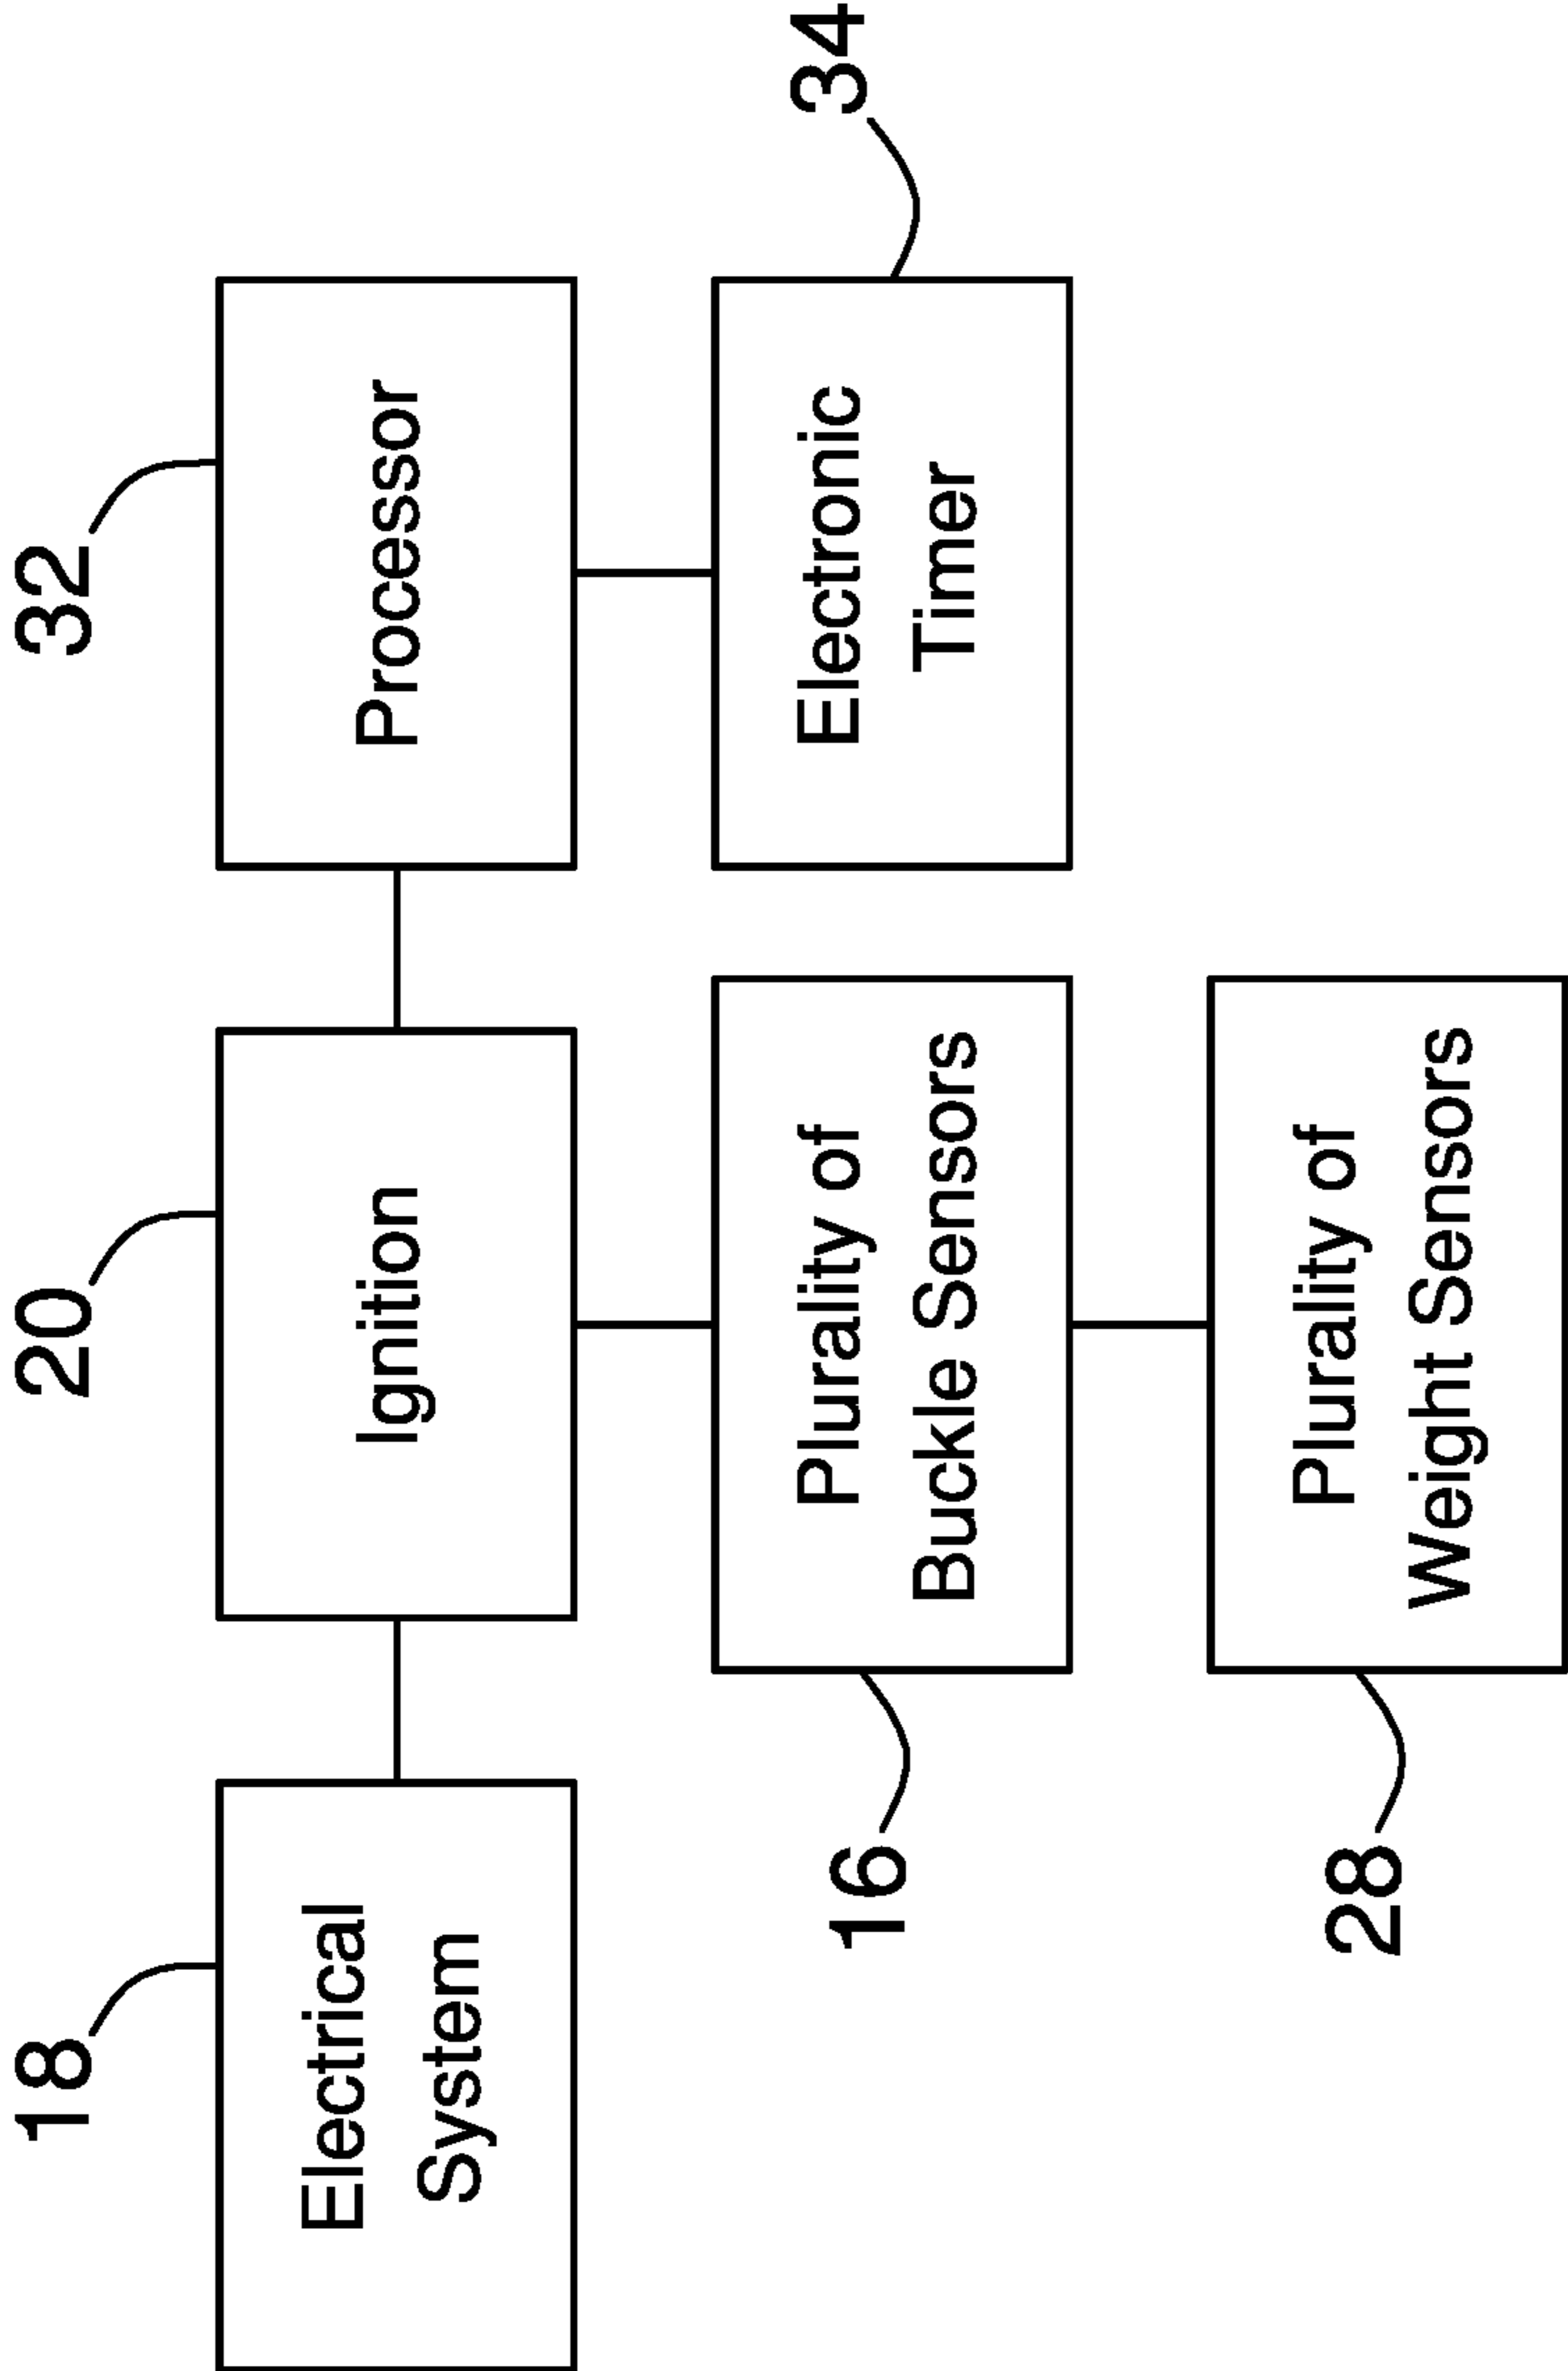 18
20
32
Electrical
System
Ignition
Processor
34
16
Plurality of
Buckle Sensors
Electronic
Timer
28
Plurality of
Weight Sensors